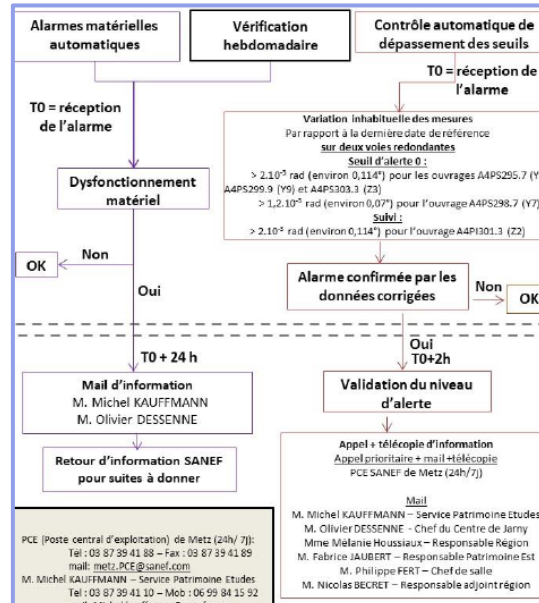 Alarmes matérielles
automatiques
Vérification
hebdomadaire
Contrôle automatique de
dépassement des seuils
T0 = réception
de l'alarme
T0 = réception de
l'alarme
Variation inhabituelle des mesures
Par rapport à la dernière date de référence
sur deux voies redondantes
Seuil d'alerte 0 :
> 2.10⁻³ rad (environ 0,114°) pour les ouvrages A4PS295.7 (Y
A4PS299.9 (Y9) et A4PS303.3 (Z3)
> 1,2.10⁻³ rad (environ 0,07°) pour l'ouvrage A4PS298.7 (Y7)
Suivi :
> 2.10⁻³ rad (environ 0,114°) pour l'ouvrage A4PI301.3 (Z2)
Dysfonctionnement
matériel
Non
OK
Oui
Alarme confirmée par les
données corrigées
Non
OK
Oui
T0+2h
T0 + 24 h
Mail d'information
M. Michel KAUFFMANN
M. Olivier DESSENNE
Validation du niveau
d'alerte
Retour d'information SANEF
pour suites à donner
Appel + télécopie d'information
Appel prioritaire + mail +télécopie
PCE SANEF de Metz (24h/7j)
Mail
M. Michel KAUFFMANN – Service Patrimoine Etudes
M. Olivier DESSENNE - Chef du Centre de Jarny
Mme Mélanie Houssiaux – Responsable Région
M. Fabrice JAUBERT – Responsable Patrimoine Est
M. Philippe FERT – Chef de salle
M. Nicolas BECRET – Responsable adjoint région
PCE (Poste central d'exploitation) de Metz (24h/ 7j):
Tél : 03 87 39 41 88 – Fax : 03 87 39 41 89
mail: metz.PCE@sanef.com
M. Michel KAUFFMANN – Service Patrimoine Etudes
Tel : 03 87 39 41 10 – Mob : 06 99 84 15 92